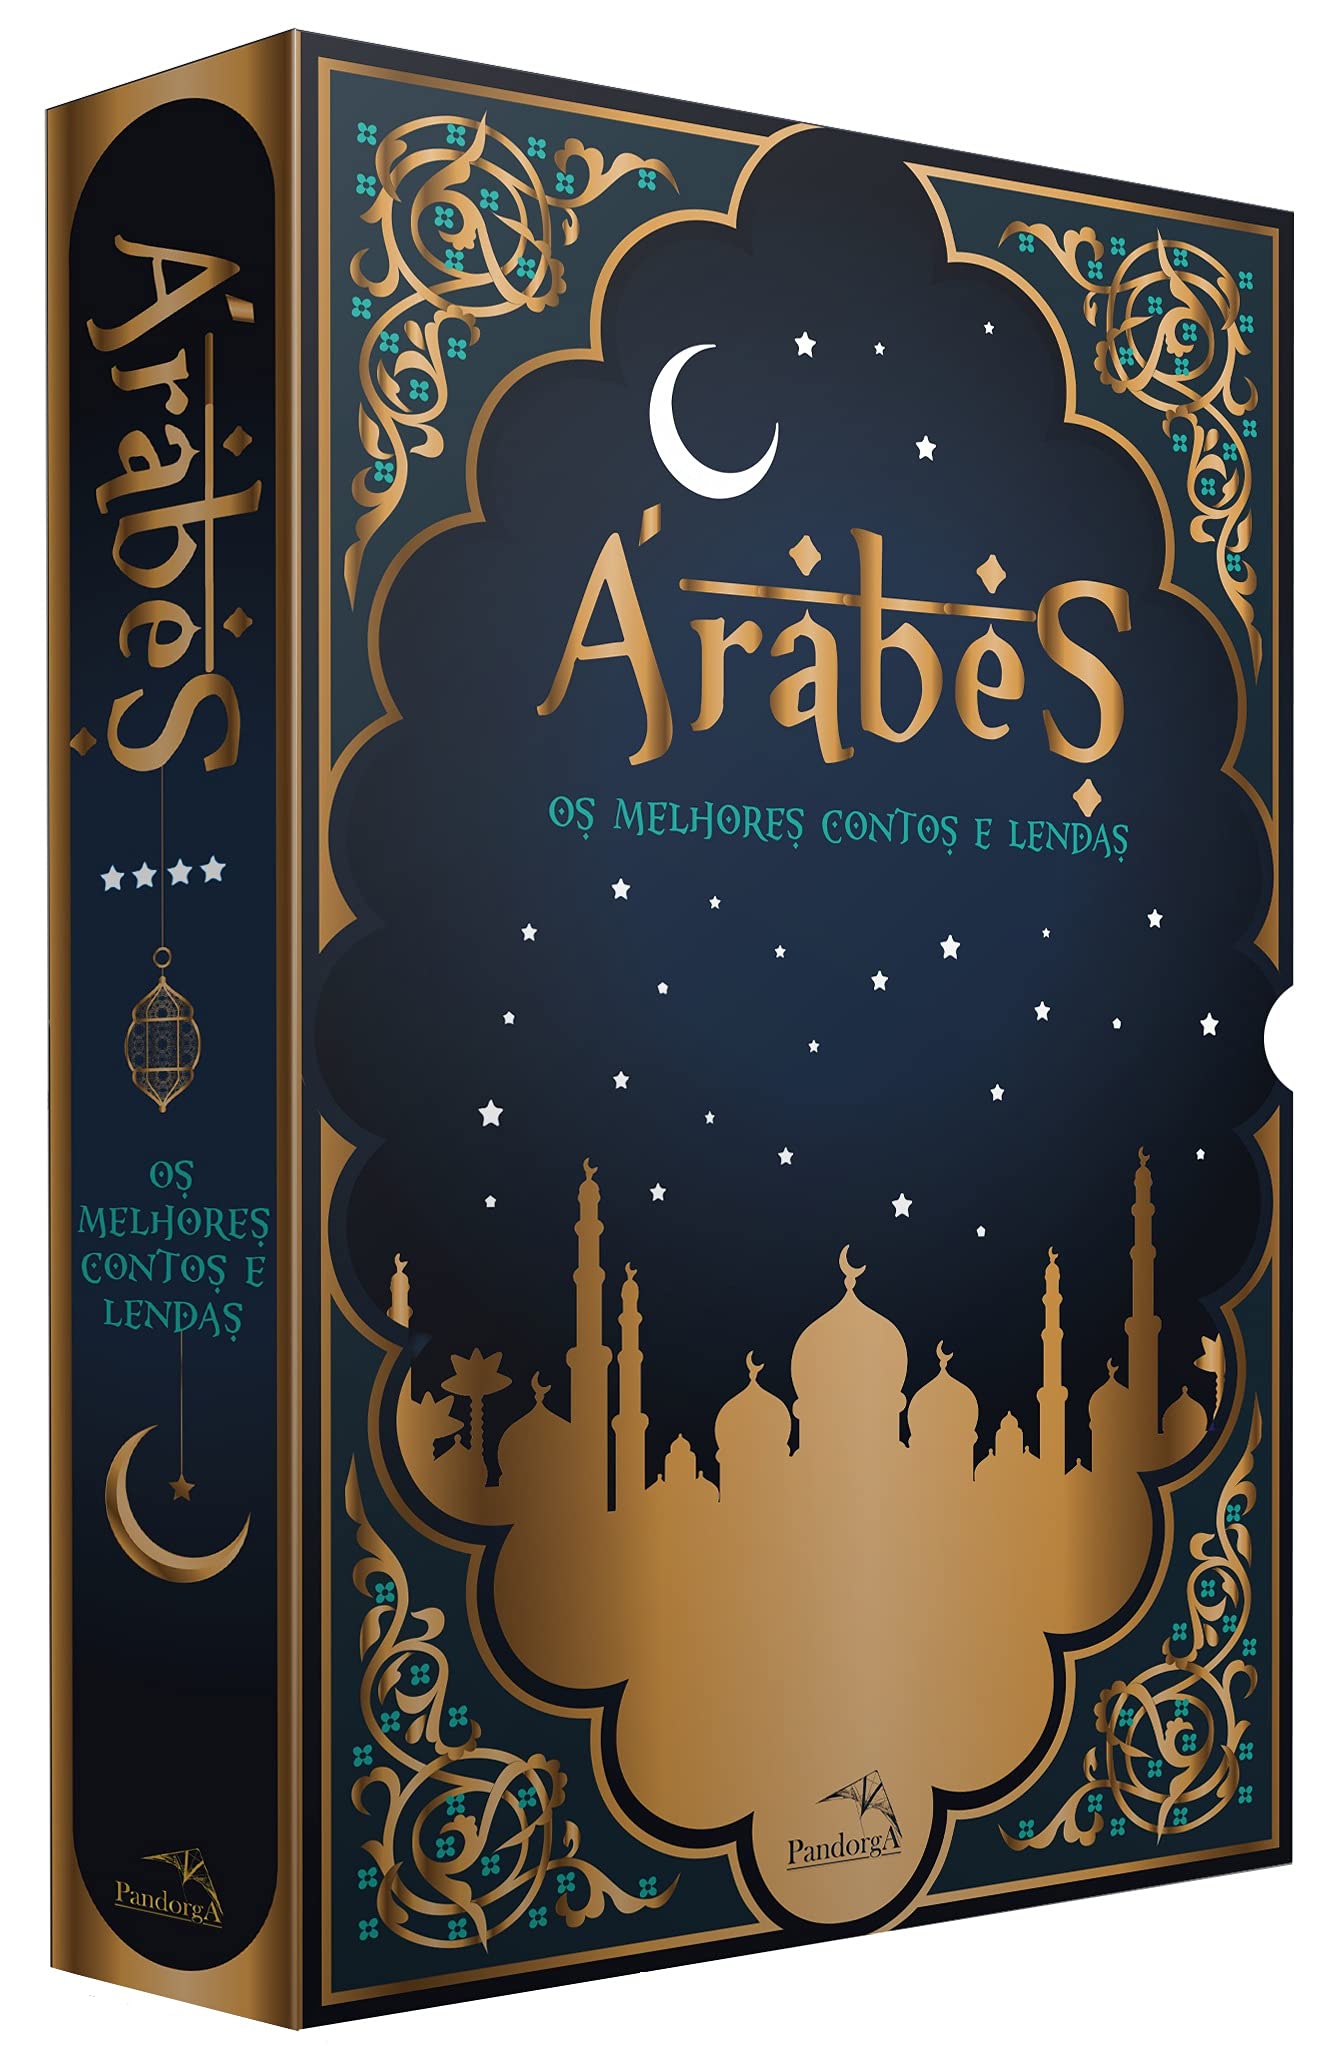 Árabes
★★★★
OS
MELHORES
CONTOS E
LENDAS
PandorgA
Árabes
OS MELHORES CONTOS E LENDAS
PandorgA